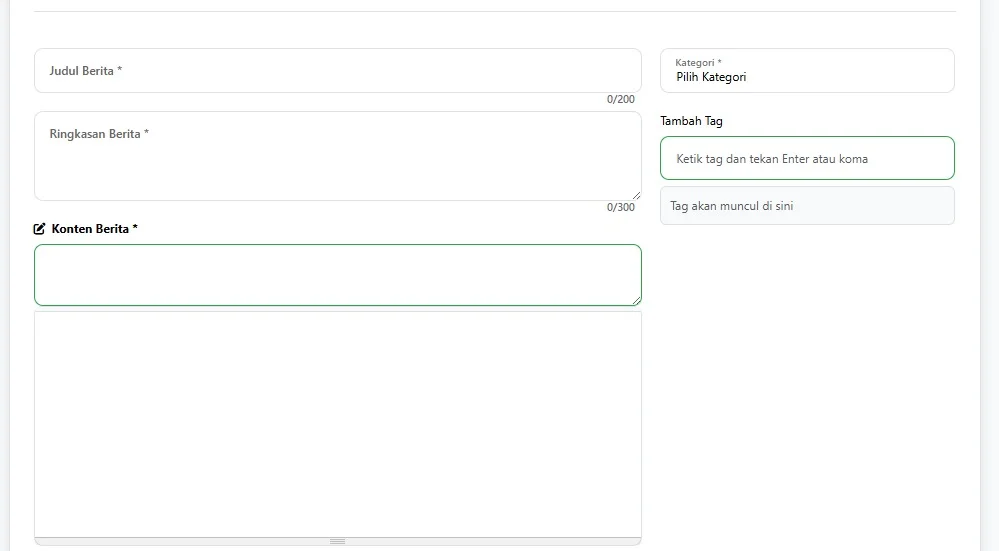 Judul Berita *
0/200
Ringkasan Berita *
0/300
Konten Berita *
Kategori *
Pilih Kategori
Tambah Tag
Ketik tag dan tekan Enter atau koma
Tag akan muncul di sini